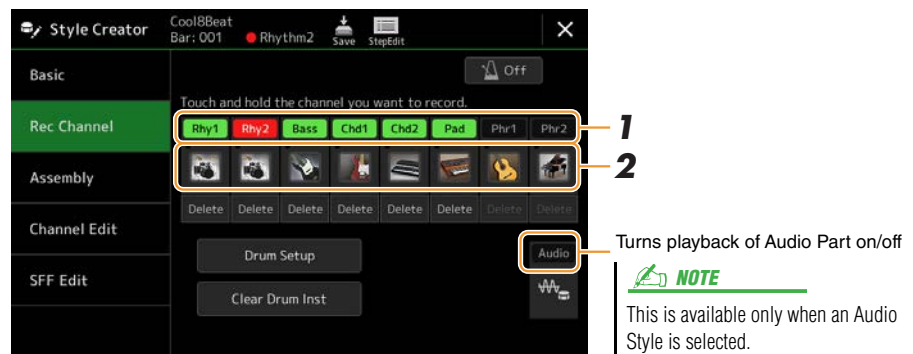 Style Creator
Cool8Beat
Bar: 001 Rhythm2 Save StepEdit
Basic
Off
Touch and hold the channel you want to record.
Rec Channel
Rhy1 Rhy2 Bass Chd1 Chd2 Pad Phr1 Phr2
1
2
Assembly
Delete Delete Delete Delete Delete Delete Delete Delete
Channel Edit
Drum Setup
Audio
Turns playback of Audio Part on/off
SFF Edit
Clear Drum Inst
NOTE
This is available only when an Audio
Style is selected.